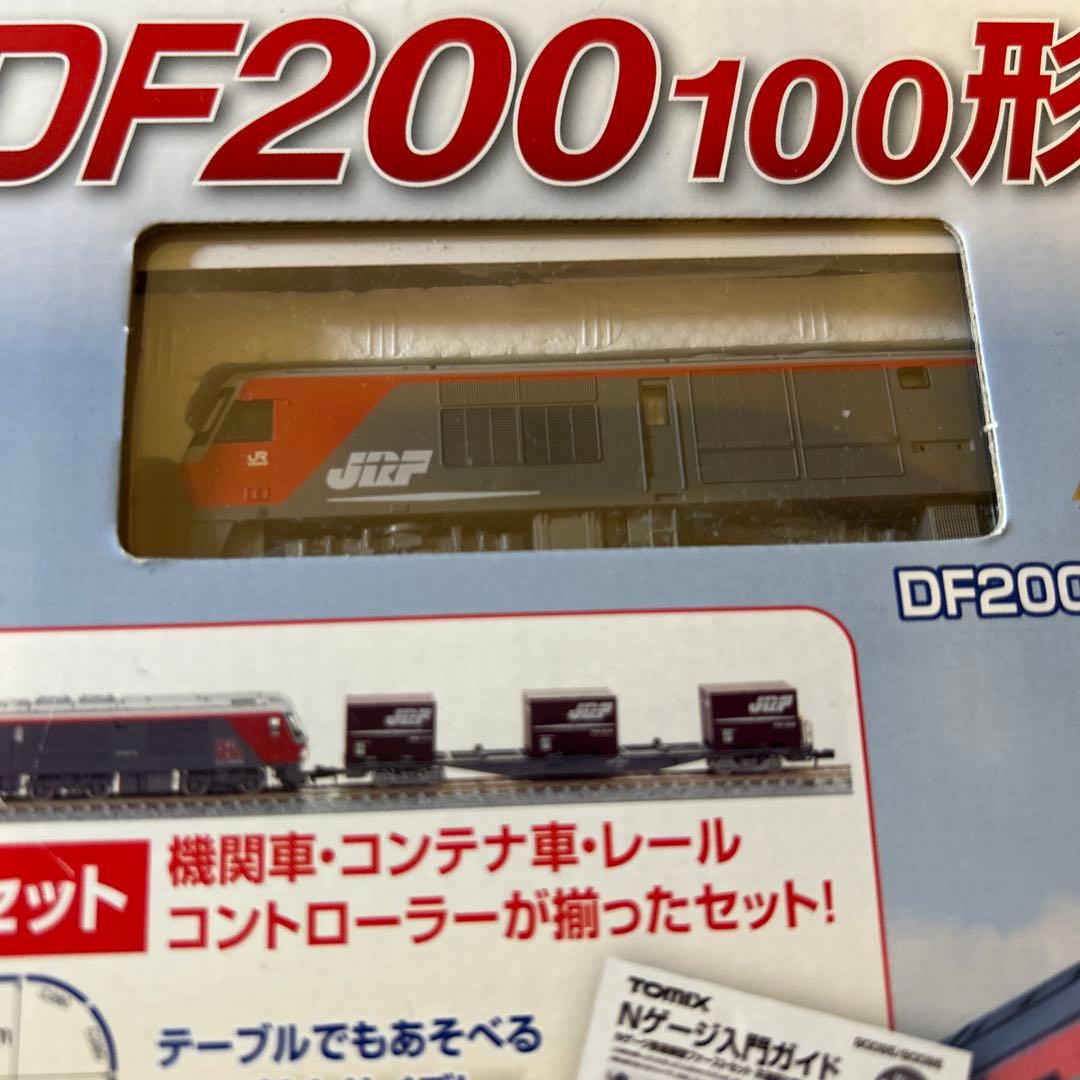 DF200 100形
JR
JRF
DF200
JRF
JRF
JRF
セット
機関車・コンテナ車・レール
コントローラーが揃ったセット!
テーブルでもあそべる
TOMIX
Nゲージ入門ガイド